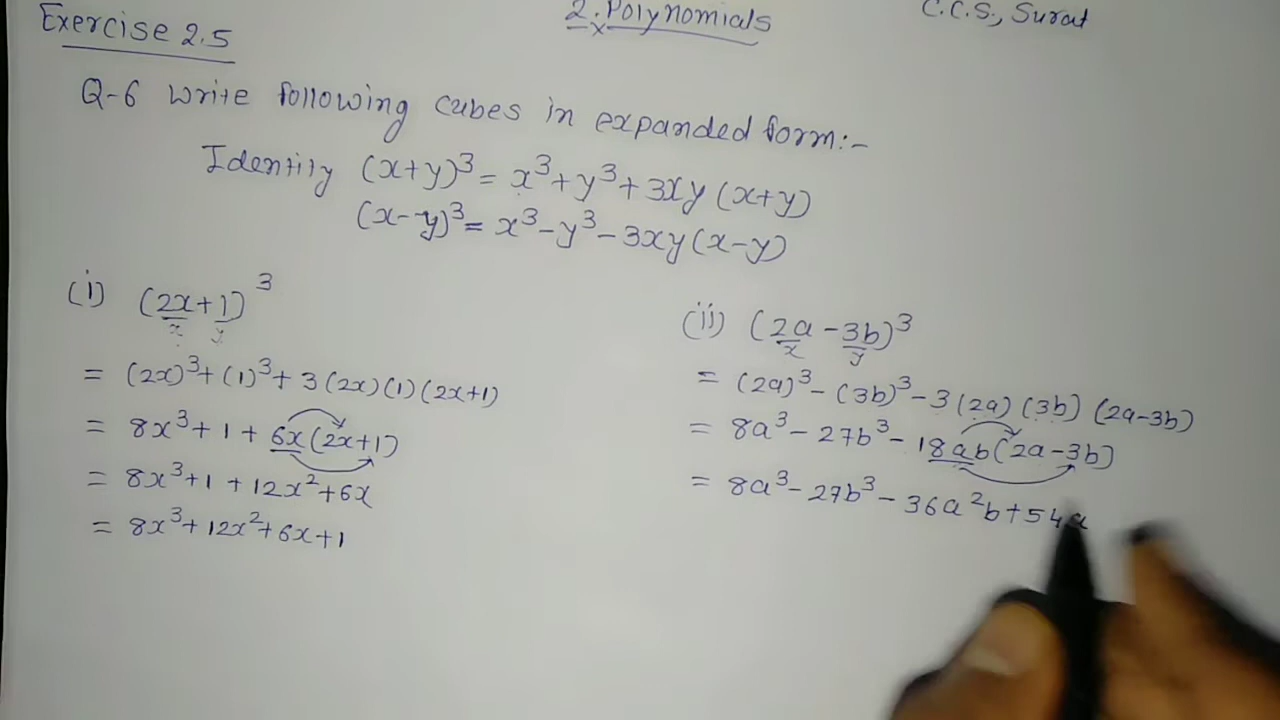 Exercise 2.5
2. Polynomials
C.C.S., Surat
Q-6 Write following cubes in expanded form:-
Identity (x+y)³ = x³+y³+3xy(x+y)
(x-y)³ = x³-y³-3xy(x-y)
(i) (2x+1)³
x y
= (2x)³+(1)³+3(2x)(1)(2x+1)
= 8x³+1+6x(2x+1)
= 8x³+1+12x²+6x
= 8x³+12x²+6x+1
(ii) (2a-3b)³
x y
= (2a)³-(3b)³-3(2a)(3b)(2a-3b)
= 8a³-27b³-18ab(2a-3b)
= 8a³-27b³-36a²b+54a